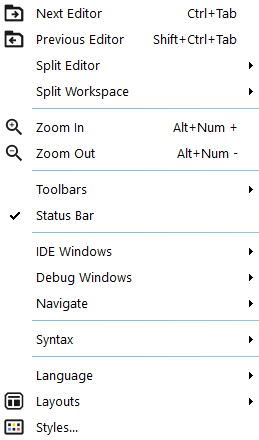 Next Editor Ctrl+Tab
Previous Editor Shift+Ctrl+Tab
Split Editor
Split Workspace
Zoom In Alt+Num +
Zoom Out Alt+Num -
Toolbars
Status Bar
IDE Windows
Debug Windows
Navigate
Syntax
Language
Layouts
Styles...